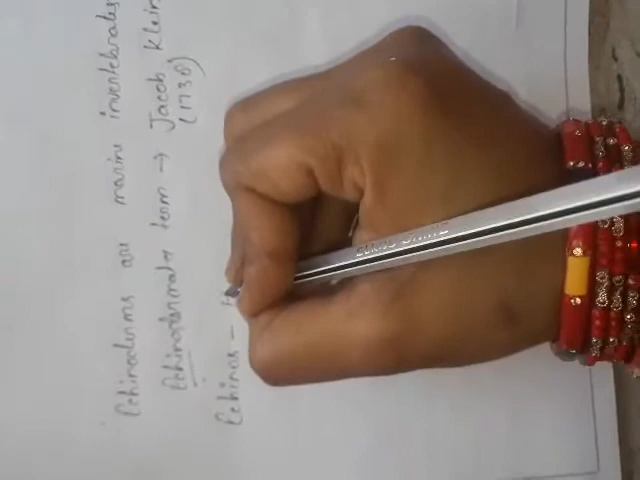 Echinoderms are marine invertebrates
Echinodermata term → Jacob Klein
(1738)
Echinos -